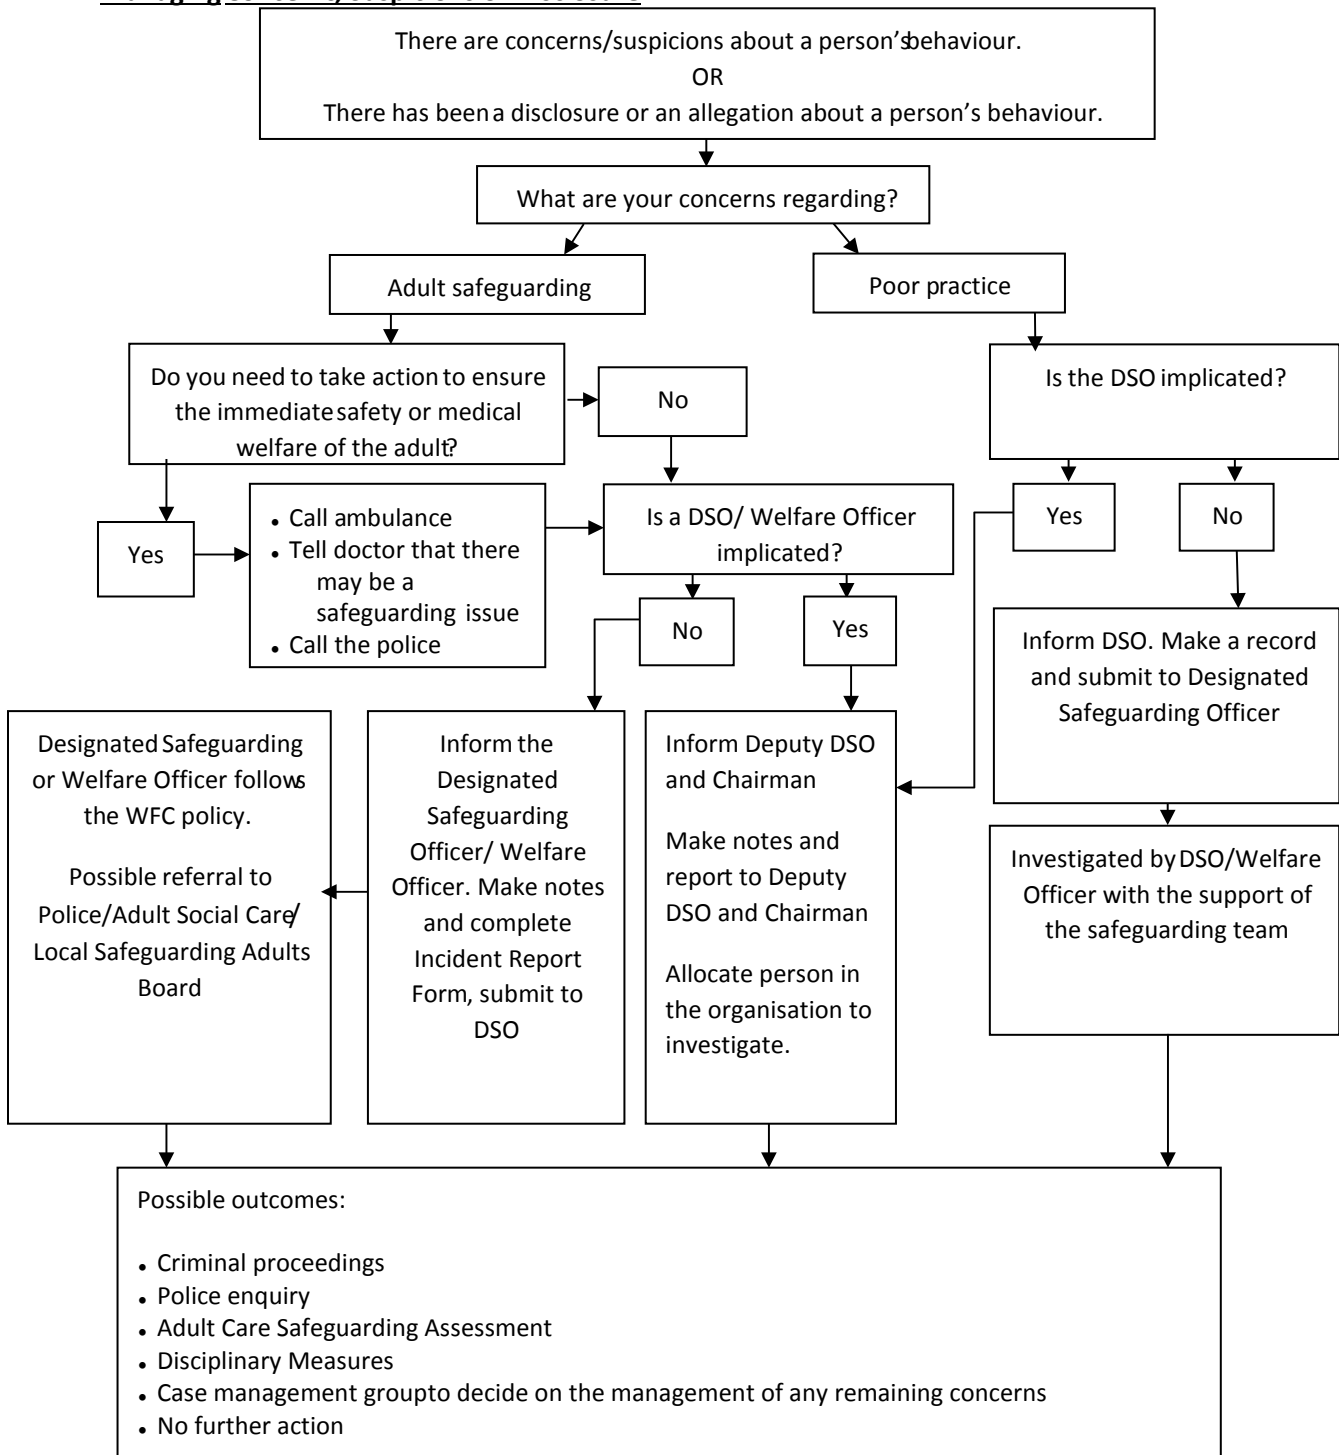 There are concerns/suspicions about a person's behaviour.
OR
There has been a disclosure or an allegation about a person's behaviour.
What are your concerns regarding?
Adult safeguarding
Poor practice
Do you need to take action to ensure
the immediate safety or medical
welfare of the adult?
No
Is the DSO implicated?
Yes
• Call ambulance
• Tell doctor that there
may be a
safeguarding issue
• Call the police
Is a DSO/ Welfare Officer
implicated?
Yes
No
No
Yes
Inform DSO. Make a record
and submit to Designated
Safeguarding Officer
Designated Safeguarding
or Welfare Officer follows
the WFC policy.
Possible referral to
Police/Adult Social Care/
Local Safeguarding Adults
Board
Inform the
Designated
Safeguarding
Officer/ Welfare
Officer. Make notes
and complete
Incident Report
Form, submit to
DSO
Inform Deputy DSO
and Chairman
Make notes and
report to Deputy
DSO and Chairman
Allocate person in
the organisation to
investigate.
Investigated by DSO/Welfare
Officer with the support of
the safeguarding team
Possible outcomes:
• Criminal proceedings
• Police enquiry
• Adult Care Safeguarding Assessment
• Disciplinary Measures
• Case management groupto decide on the management of any remaining concerns
• No further action